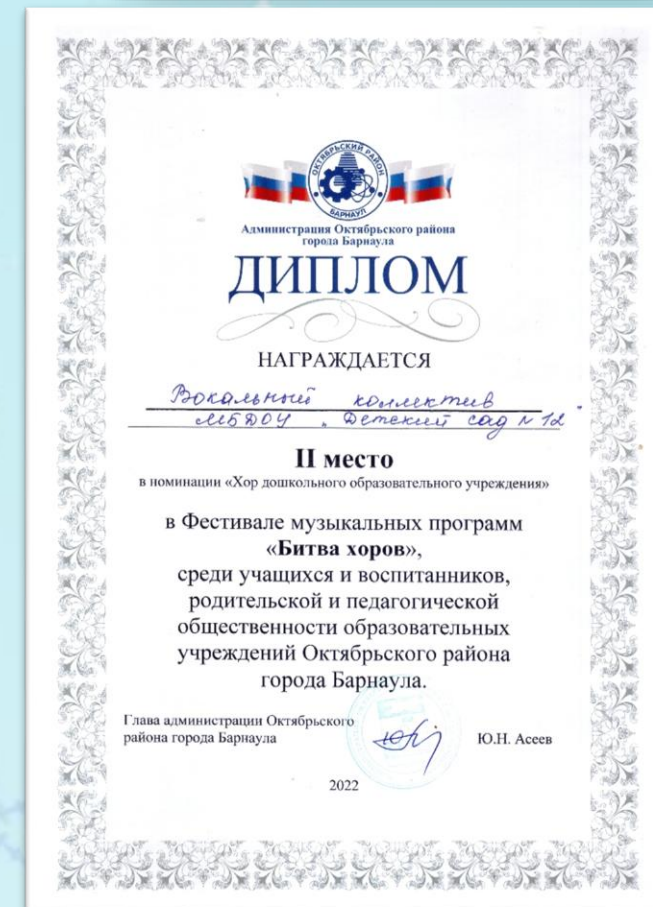 ОКТЯБРЬСКИЙ РАЙОН
БАРНАУЛ
Администрация Октябрьского района
города Барнаула
ДИПЛОМ
НАГРАЖДАЕТСЯ
Вокальный коллектив
МБДОУ "Детский сад № 12"
II место
в номинации «Хор дошкольного образовательного учреждения»
в Фестивале музыкальных программ
«Битва хоров»,
среди учащихся и воспитанников,
родительской и педагогической
общественности образовательных
учреждений Октябрьского района
города Барнаула.
Глава администрации Октябрьского
района города Барнаула
Ю.Н. Асеев
2022